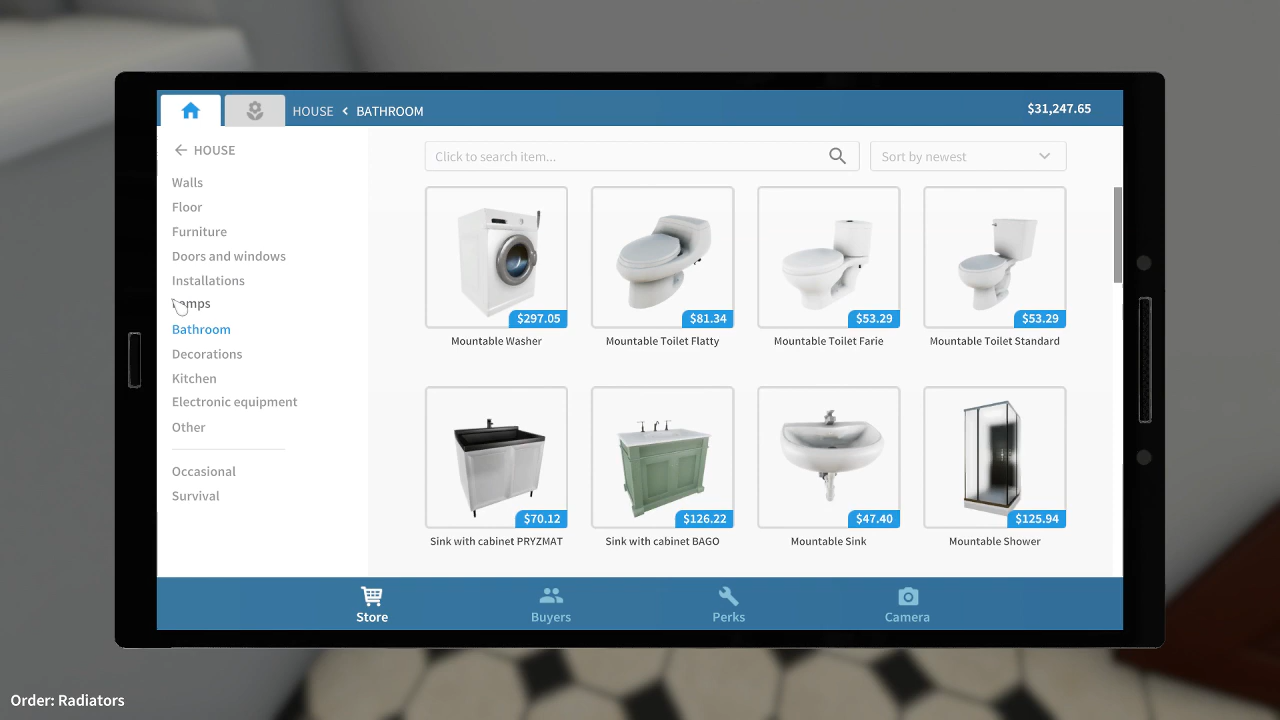 HOUSE < BATHROOM
$31,247.65
HOUSE
Walls
Floor
Furniture
Doors and windows
Installations
Bathroom
Decorations
Kitchen
Electronic equipment
Other
Occasional
Survival
Click to search item...
Sort by newest
$297.05
$81.34
$53.29
$53.29
Mountable Washer
Mountable Toilet Flatty
Mountable Toilet Farie
Mountable Toilet Standard
$70.12
$126.22
$47.40
$125.94
Sink with cabinet PRYZMAT
Sink with cabinet BAGO
Mountable Sink
Mountable Shower
Store
Buyers
Perks
Camera
Order: Radiators